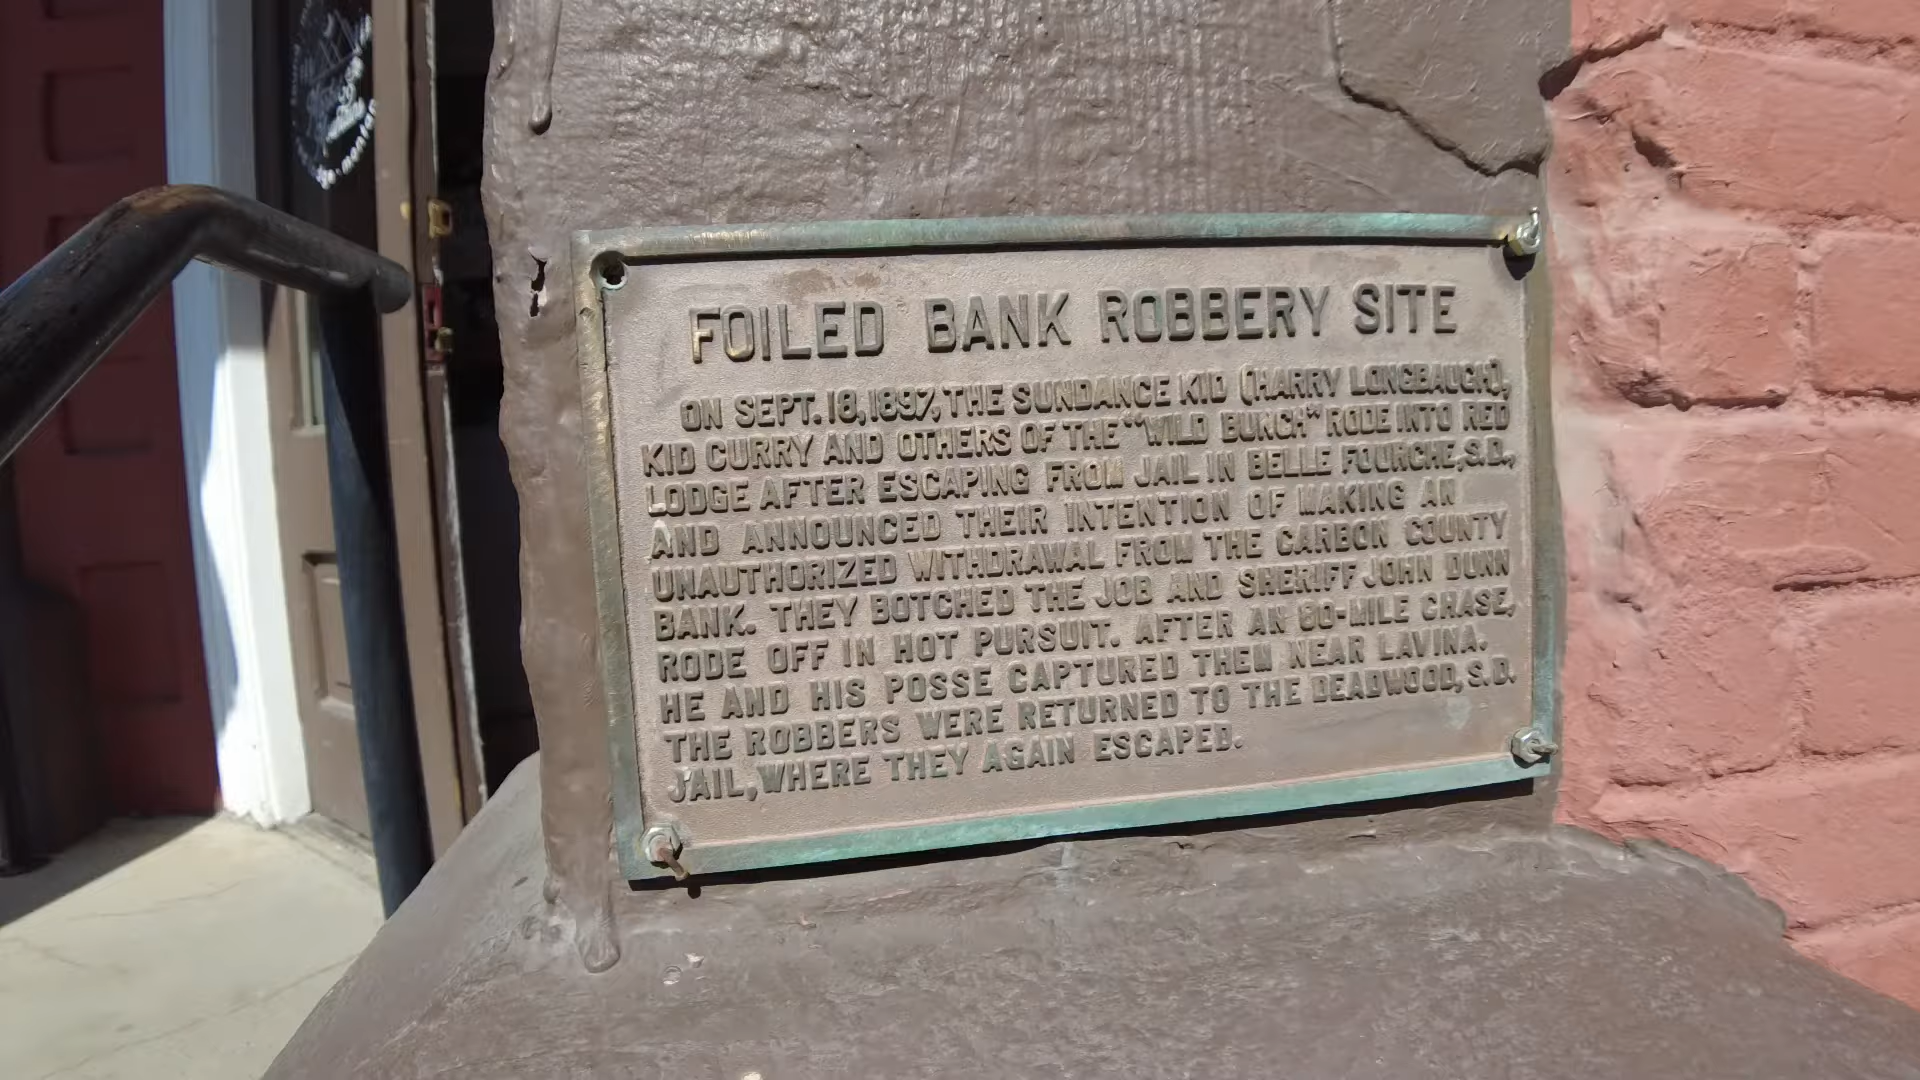 FOILED BANK ROBBERY SITE
ON SEPT. 18, 1897, THE SUNDANCE KID (HARRY LONGBAUGH),
KID CURRY AND OTHERS OF THE "WILD BUNCH" RODE INTO RED
LODGE AFTER ESCAPING FROM JAIL IN BELLE FOURCHE, S.D.,
AND ANNOUNCED THEIR INTENTION OF MAKING AN
UNAUTHORIZED WITHDRAWAL FROM THE CARBON COUNTY
BANK. THEY BOTCHED THE JOB AND SHERIFF JOHN DUNN
RODE OFF IN HOT PURSUIT. AFTER AN 80-MILE CHASE,
HE AND HIS POSSE CAPTURED THEM NEAR LAVINA.
THE ROBBERS WERE RETURNED TO THE DEADWOOD, S.D.
JAIL, WHERE THEY AGAIN ESCAPED.